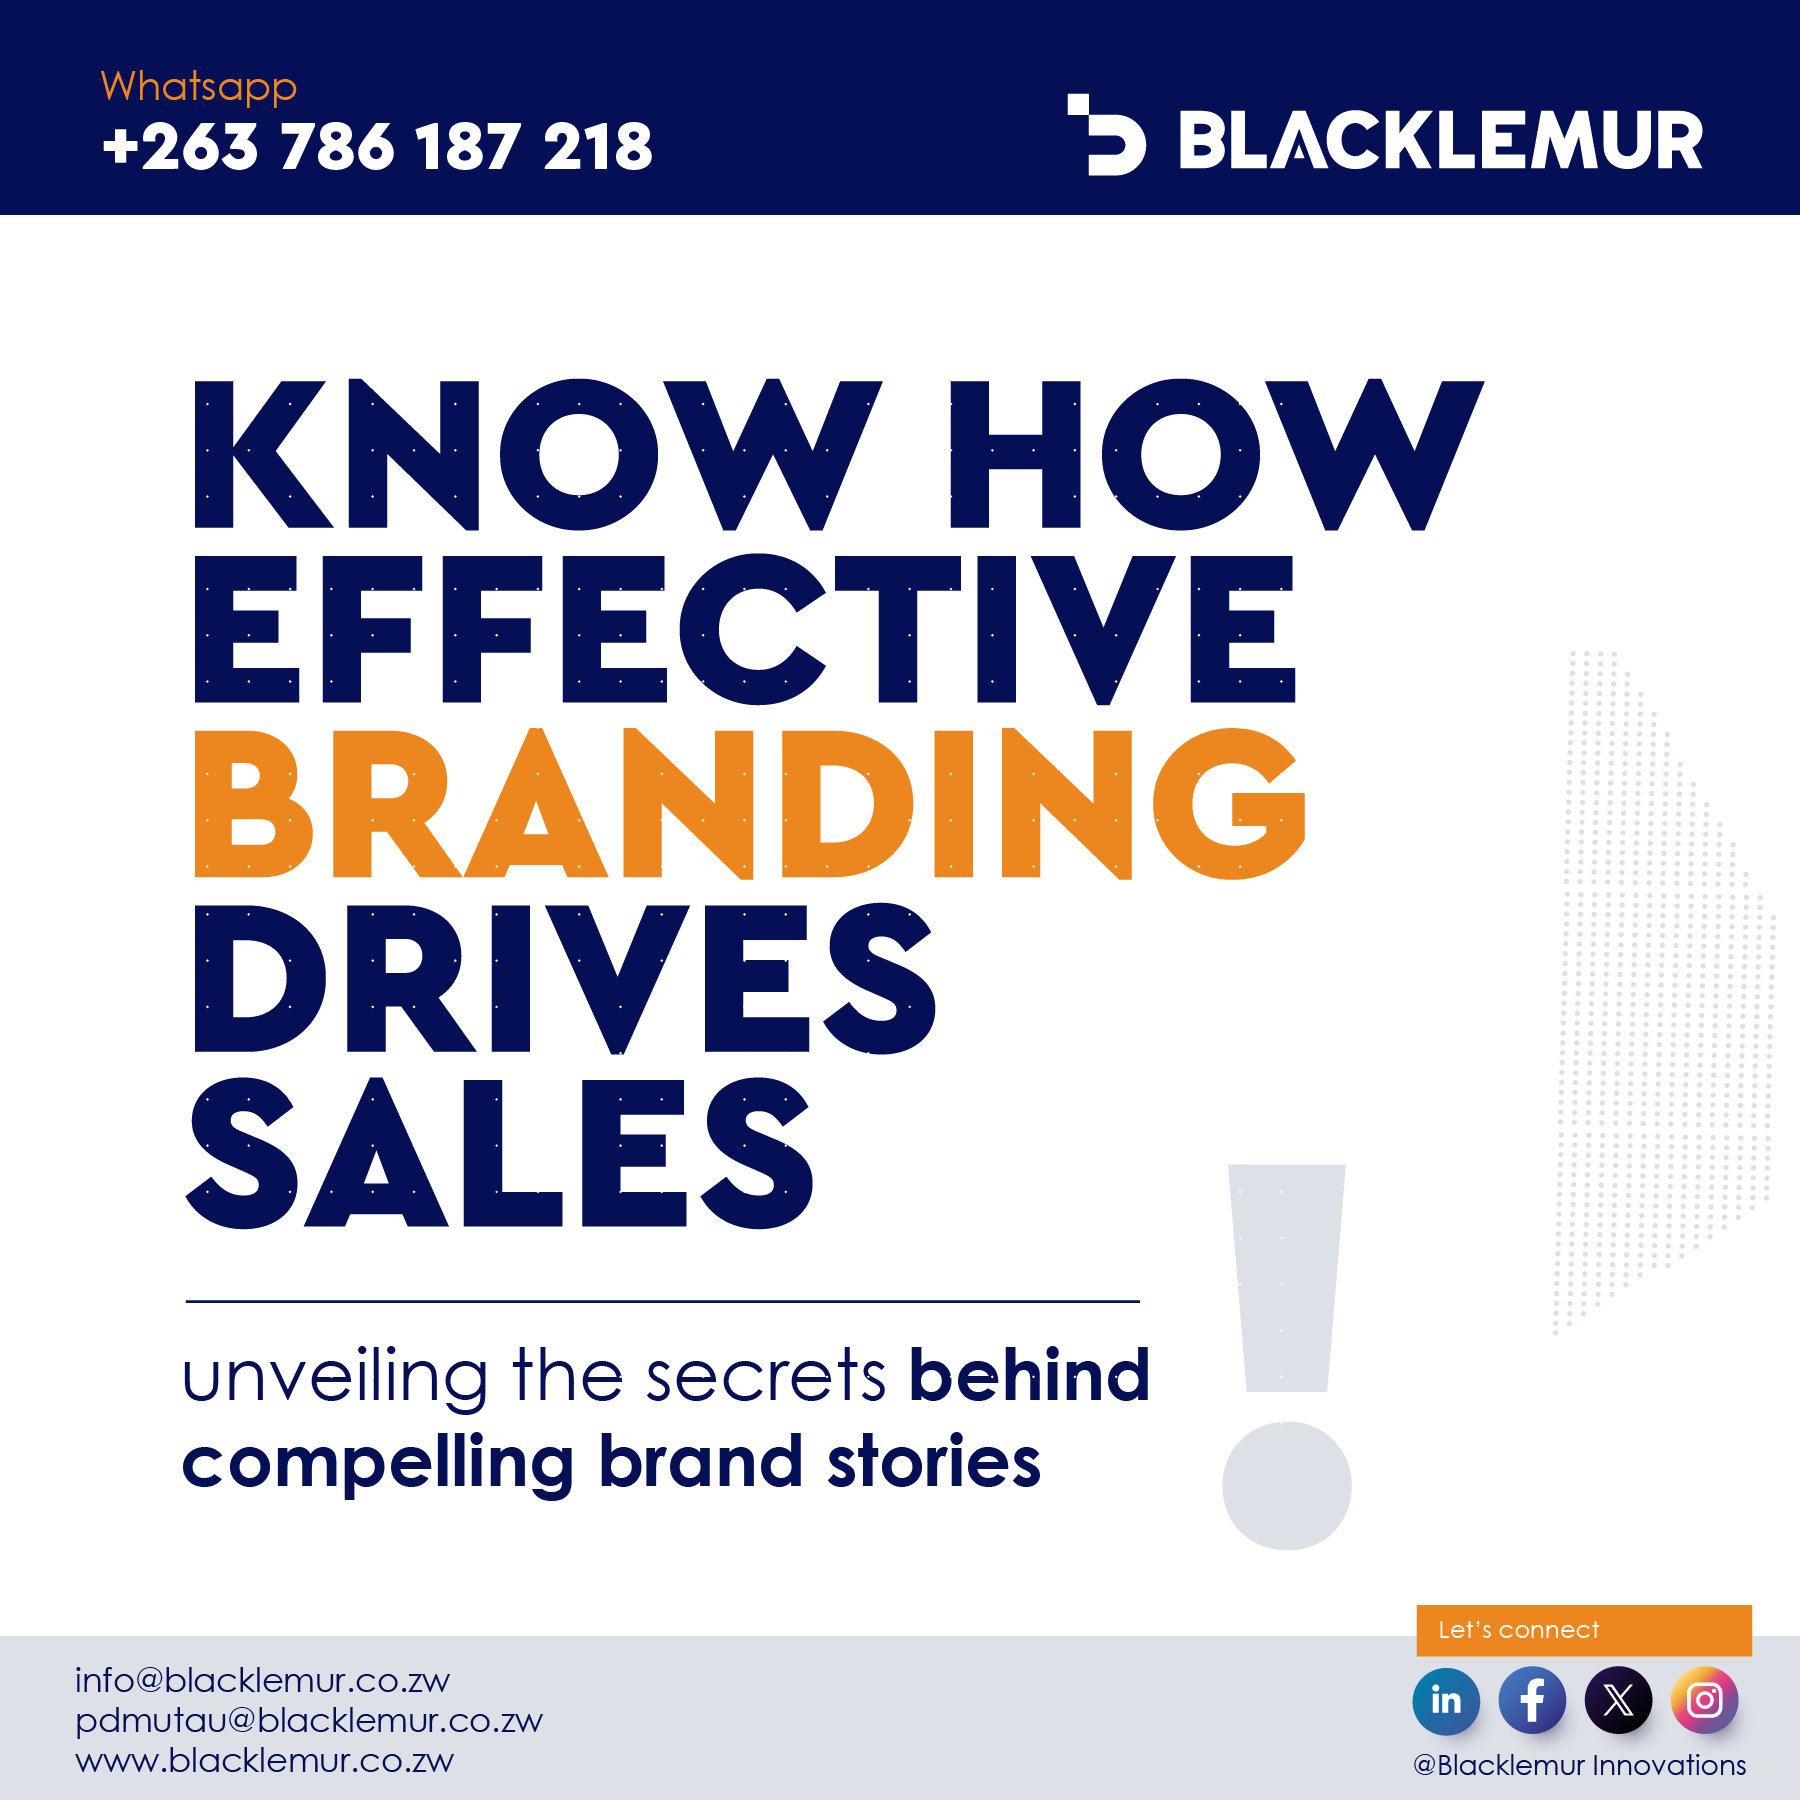 Whatsapp
+263 786 187 218
BLACKLEMUR
KNOW HOW
EFFECTIVE
BRANDING
DRIVES
SALES
!
unveiling the secrets behind
compelling brand stories
Let's connect
info@blacklemur.co.zw
pdmutau@blacklemur.co.zw
www.blacklemur.co.zw
in f X
@Blacklemur Innovations